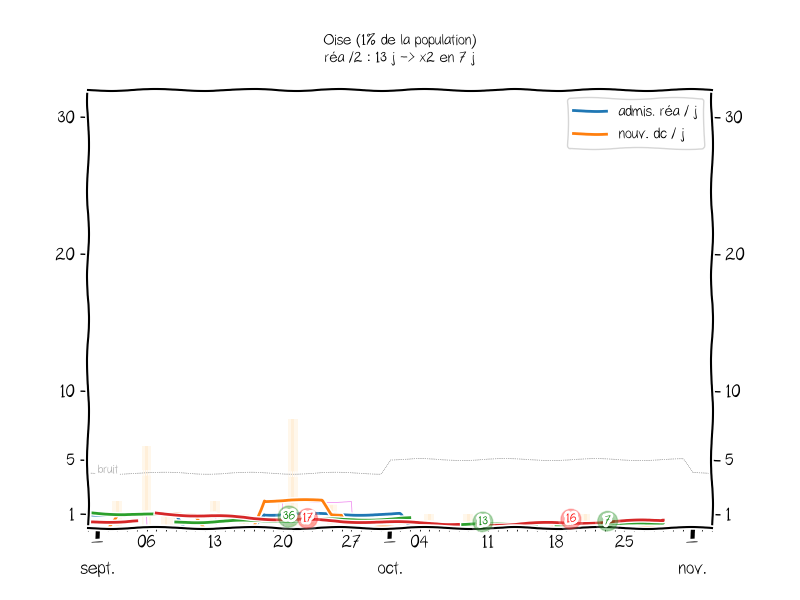 Oise (1% de la population)
réa /2 : 13 j -> x2 en 7 j
admis. réa / j
nouv. dc / j
30
30
20
20
10
10
5
bruit
5
1
36
17
13
16
7
1
06
13
20
27
04
11
18
25
sept.
oct.
nov.